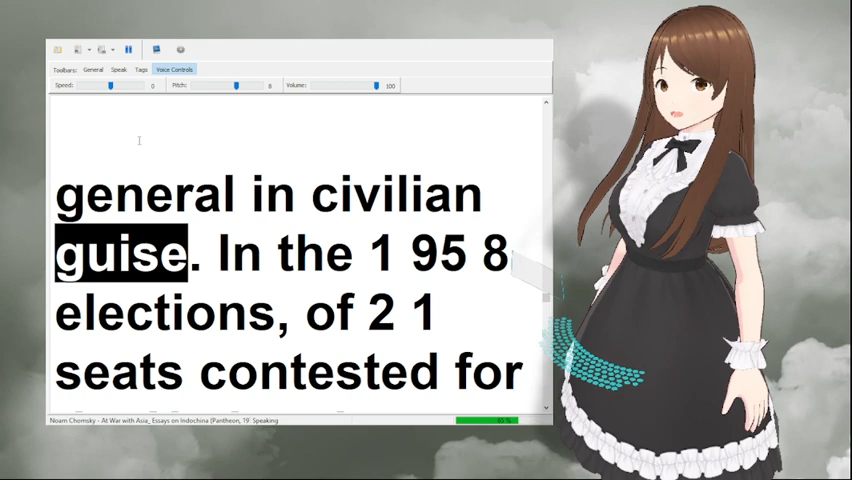 Toolbars: General Speak Tags Voice Controls
Speed: 0 Pitch: 8 Volume: 100
general in civilian
guise. In the 1 95 8
elections, of 2 1
seats contested for
Noam Chomsky - At War with Asia_ Essays on Indochina (Pantheon, 19 Speaking